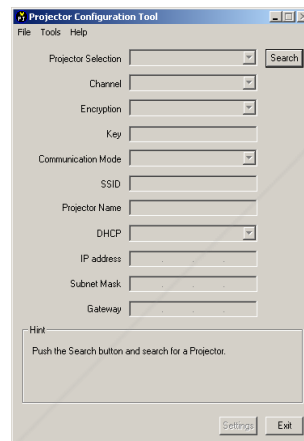 Projector Configuration Tool
File Tools Help
Projector Selection Search
Channel
Encryption
Key
Communication Mode
SSID
Projector Name
DHCP
IP address
Subnet Mask
Gateway
Hint
Push the Search button and search for a Projector.
Settings Exit